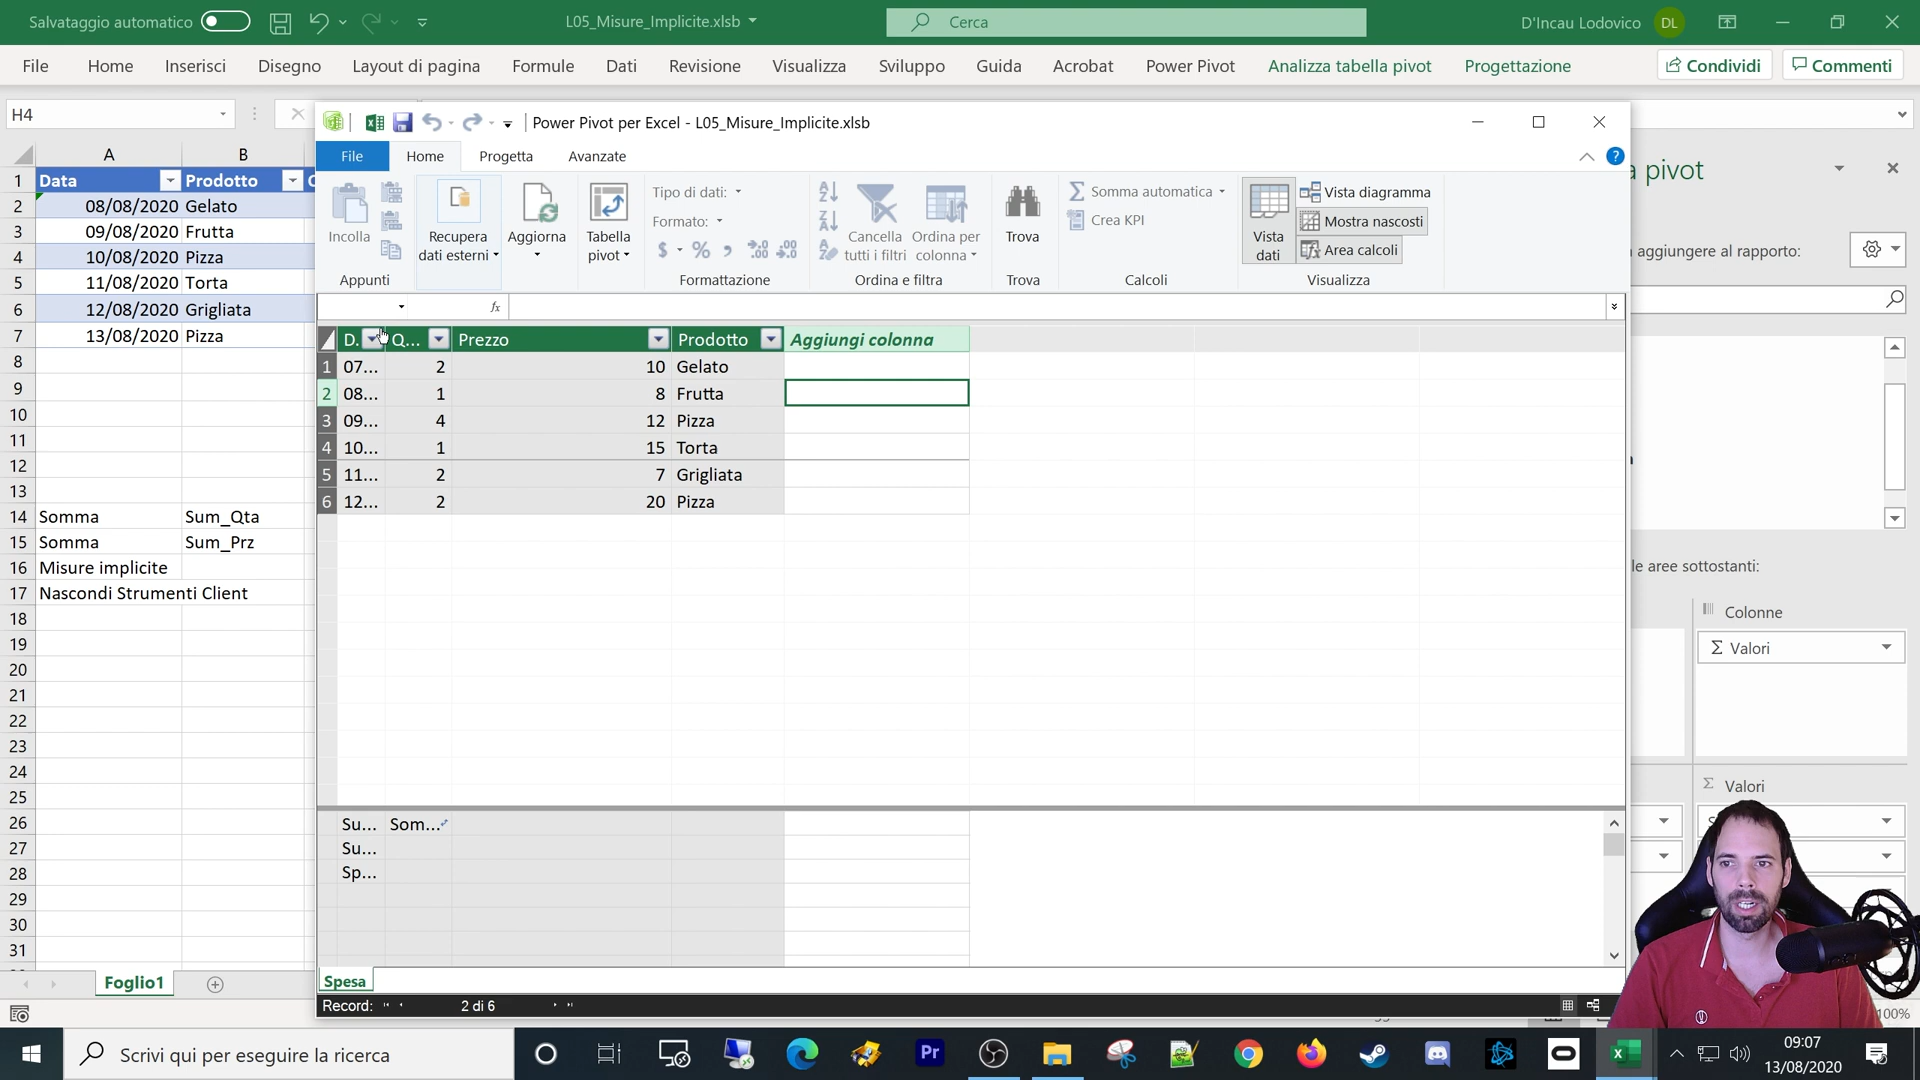 Salvataggio automatico
L05_Misure_Implicite.xlsb
Cerca
D'Incau Lodovico
DL
File Home Inserisci Disegno Layout di pagina Formule Dati Revisione Visualizza Sviluppo Guida Acrobat Power Pivot Analizza tabella pivot Progettazione
Condividi
Commenti
H4
Power Pivot per Excel - L05_Misure_Implicite.xlsb
File Home Progetta Avanzate
Incolla
Recupera dati esterni
Aggiorna
Tabella pivot
Tipo di dati:
Formato:
$ % ,
Cancella tutti i filtri
Ordina per colonna
Trova
Somma automatica
Crea KPI
Vista dati
Vista diagramma
Mostra nascosti
Area calcoli
Appunti
Formattazione
Ordina e filtra
Trova
Calcoli
Visualizza
fx
D. Q... Prezzo Prodotto Aggiungi colonna
1 07... 2 10 Gelato
2 08... 1 8 Frutta
3 09... 4 12 Pizza
4 10... 1 15 Torta
5 11... 2 7 Grigliata
6 12... 2 20 Pizza
Su... Som...
Su...
Sp...
Spesa
Record: 2 di 6
A B
1 Data Prodotto
2 08/08/2020 Gelato
3 09/08/2020 Frutta
4 10/08/2020 Pizza
5 11/08/2020 Torta
6 12/08/2020 Grigliata
7 13/08/2020 Pizza
8
9
10
11
12
13
14 Somma Sum_Qta
15 Somma Sum_Prz
16 Misure implicite
17 Nascondi Strumenti Client
18
19
20
21
22
23
24
25
26
27
28
29
30
31
Foglio1
a pivot
aggiungere al rapporto:
le aree sottostanti:
Colonne
Σ Valori
Σ Valori
100%
Scrivi qui per eseguire la ricerca
Pr
09:07
13/08/2020